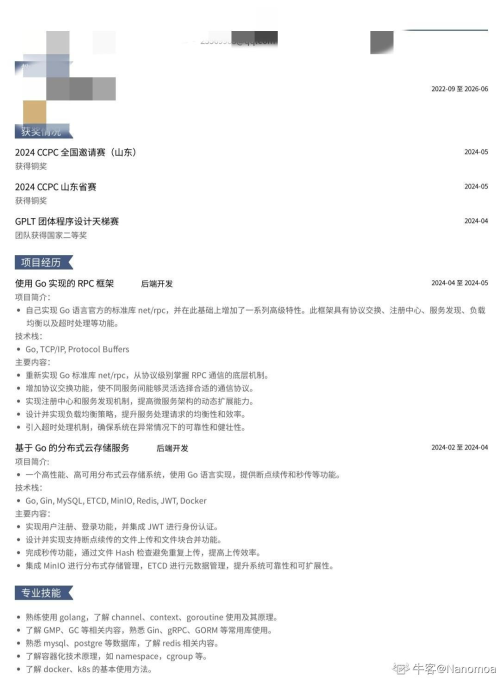 2022-09 至 2026-06
获奖情况
2024 CCPC 全国邀请赛（山东） 2024-05
获得铜奖
2024 CCPC 山东省赛 2024-05
获得铜奖
GPLT 团体程序设计天梯赛 2024-04
团队获得国家二等奖
项目经历
使用 Go 实现的 RPC 框架 后端开发 2024-04 至 2024-05
项目简介：
• 自己实现 Go 语言官方的标准库 net/rpc，并在此基础上增加了一系列高级特性。此框架具有协议交换、注册中心、服务发现、负载
均衡以及超时处理等功能。
技术栈：
• Go, TCP/IP, Protocol Buffers
主要内容：
• 重新实现 Go 标准库 net/rpc，从协议级别掌握 RPC 通信的底层机制。
• 增加协议交换功能，使不同服务间能够灵活选择合适的通信协议。
• 实现注册中心和服务发现机制，提高微服务架构的动态扩展能力。
• 设计并实现负载均衡策略，提升服务处理请求的均衡性和效率。
• 引入超时处理机制，确保系统在异常情况下的可靠性和健壮性。
基于 Go 的分布式云存储服务 后端开发 2024-02 至 2024-04
项目简介：
• 一个高性能、高可用分布式云存储系统，使用 Go 语言实现，提供断点续传和秒传等功能。
技术栈：
• Go, Gin, MySQL, ETCD, MinIO, Redis, JWT, Docker
主要内容：
• 实现用户注册、登录功能，并集成 JWT 进行身份认证。
• 设计并实现支持断点续传的文件上传和文件块合并功能。
• 完成秒传功能，通过文件 Hash 检查避免重复上传，提高上传效率。
• 集成 MinIO 进行分布式存储管理，ETCD 进行元数据管理，提升系统可靠性和可扩展性。
专业技能
• 熟练使用 golang，了解 channel、context、goroutine 使用及其原理。
• 了解 GMP、GC 等相关内容，熟悉 Gin、gRPC、GORM 等常用库使用。
• 熟悉 mysql、postgre 等数据库，了解 redis 相关内容。
• 了解容器化技术原理，如 namespace，cgroup 等。
• 了解 docker、k8s 的基本使用方法。
牛客@Nanomoa